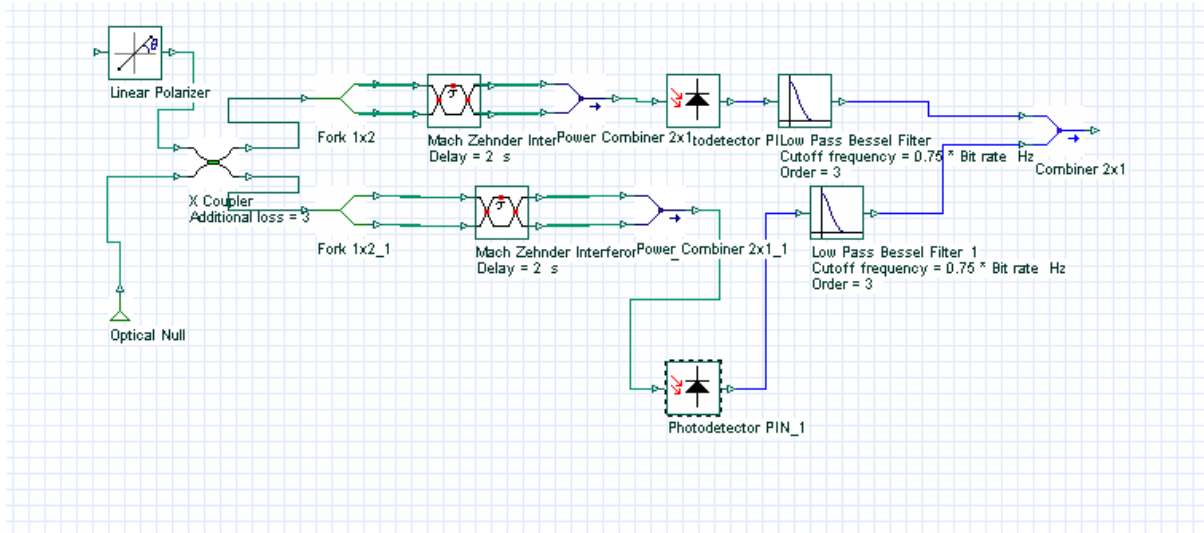 Linear Polarizer
Fork 1x2
Mach Zehnder Inter
Delay = 2 s
Power Combiner 2x1
todetector PI
Low Pass Bessel Filter
Cutoff frequency = 0.75 * Bit rate Hz
Order = 3
Combiner 2x1
X Coupler
Additional loss = 3
Fork 1x2_1
Mach Zehnder Interferor
Delay = 2 s
Power_Combiner 2x1_1
Low Pass Bessel Filter 1
Cutoff frequency = 0.75 * Bit rate Hz
Order = 3
Optical Null
Photodetector PIN_1